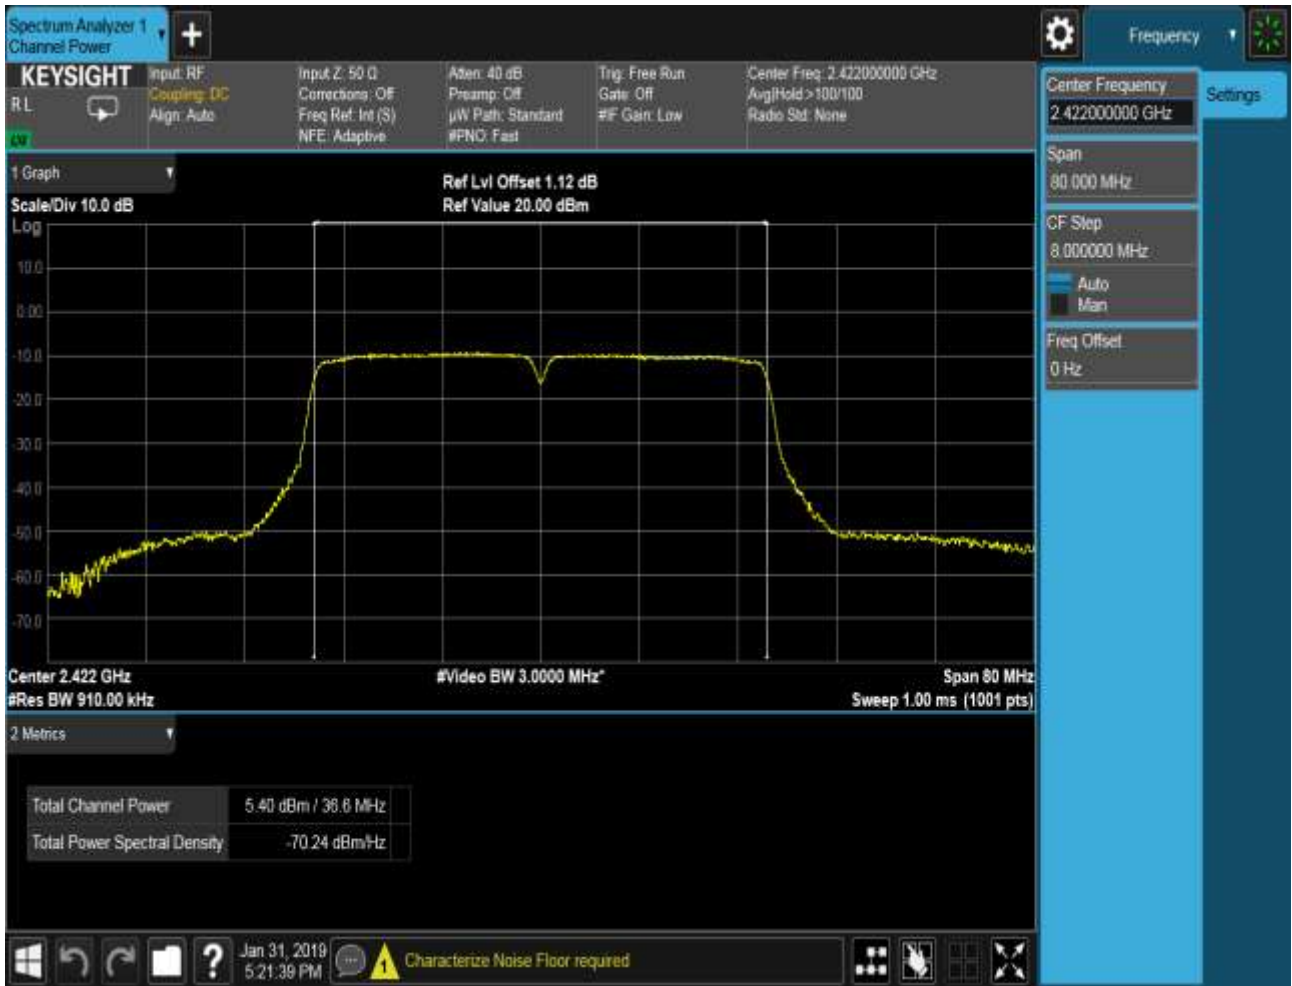 Spectrum Analyzer 1
Channel Power
Frequency
KEYSIGHT
R L
Input: RF
Coupling: DC
Align: Auto
Input Z: 50 Ω
Corrections: Off
Freq Ref: Int (S)
NFE: Adaptive
Atten: 40 dB
Preamp: Off
µW Path: Standard
#PNO: Fast
Trig: Free Run
Gate: Off
#IF Gain: Low
Center Freq: 2.422000000 GHz
Avg|Hold:>100/100
Radio Std: None
Center Frequency
2.422000000 GHz
Settings
Span
80.000 MHz
CF Step
8.000000 MHz
Auto
Man
Freq Offset
0 Hz
1 Graph
Scale/Div 10.0 dB
Ref Lvl Offset 1.12 dB
Ref Value 20.00 dBm
Log
10.0
0.00
-10.0
-20.0
-30.0
-40.0
-50.0
-60.0
-70.0
Center 2.422 GHz
#Video BW 3.0000 MHz*
Span 80 MHz
#Res BW 910.00 kHz
Sweep 1.00 ms (1001 pts)
2 Metrics
Total Channel Power
5.40 dBm / 36.6 MHz
Total Power Spectral Density
-70.24 dBm/Hz
?
Jan 31, 2019
5:21:39 PM
1
Characterize Noise Floor required